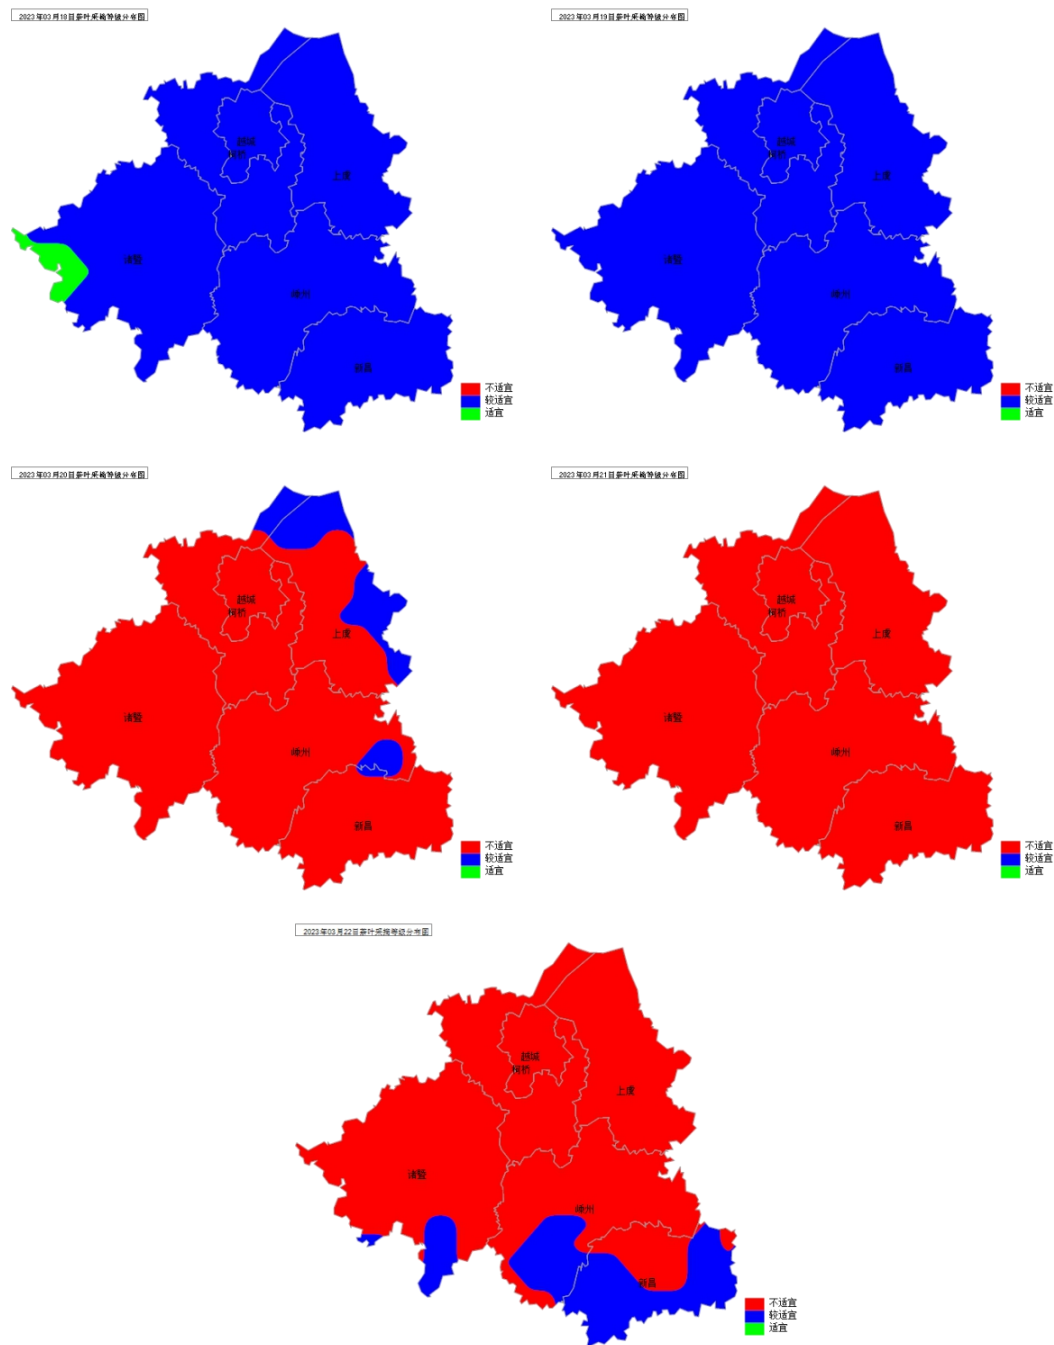 2023年03月18日茶叶采摘等级分布图
越城
柯桥
上虞
诸暨
嵊州
新昌
不适宜
较适宜
适宜
2023年03月19日茶叶采摘等级分布图
越城
柯桥
上虞
诸暨
嵊州
新昌
不适宜
较适宜
适宜
2023年03月20日茶叶采摘等级分布图
越城
柯桥
上虞
诸暨
嵊州
新昌
不适宜
较适宜
适宜
2023年03月21日茶叶采摘等级分布图
越城
柯桥
上虞
诸暨
嵊州
新昌
不适宜
较适宜
适宜
2023年03月22日茶叶采摘等级分布图
越城
柯桥
上虞
诸暨
嵊州
新昌
不适宜
较适宜
适宜